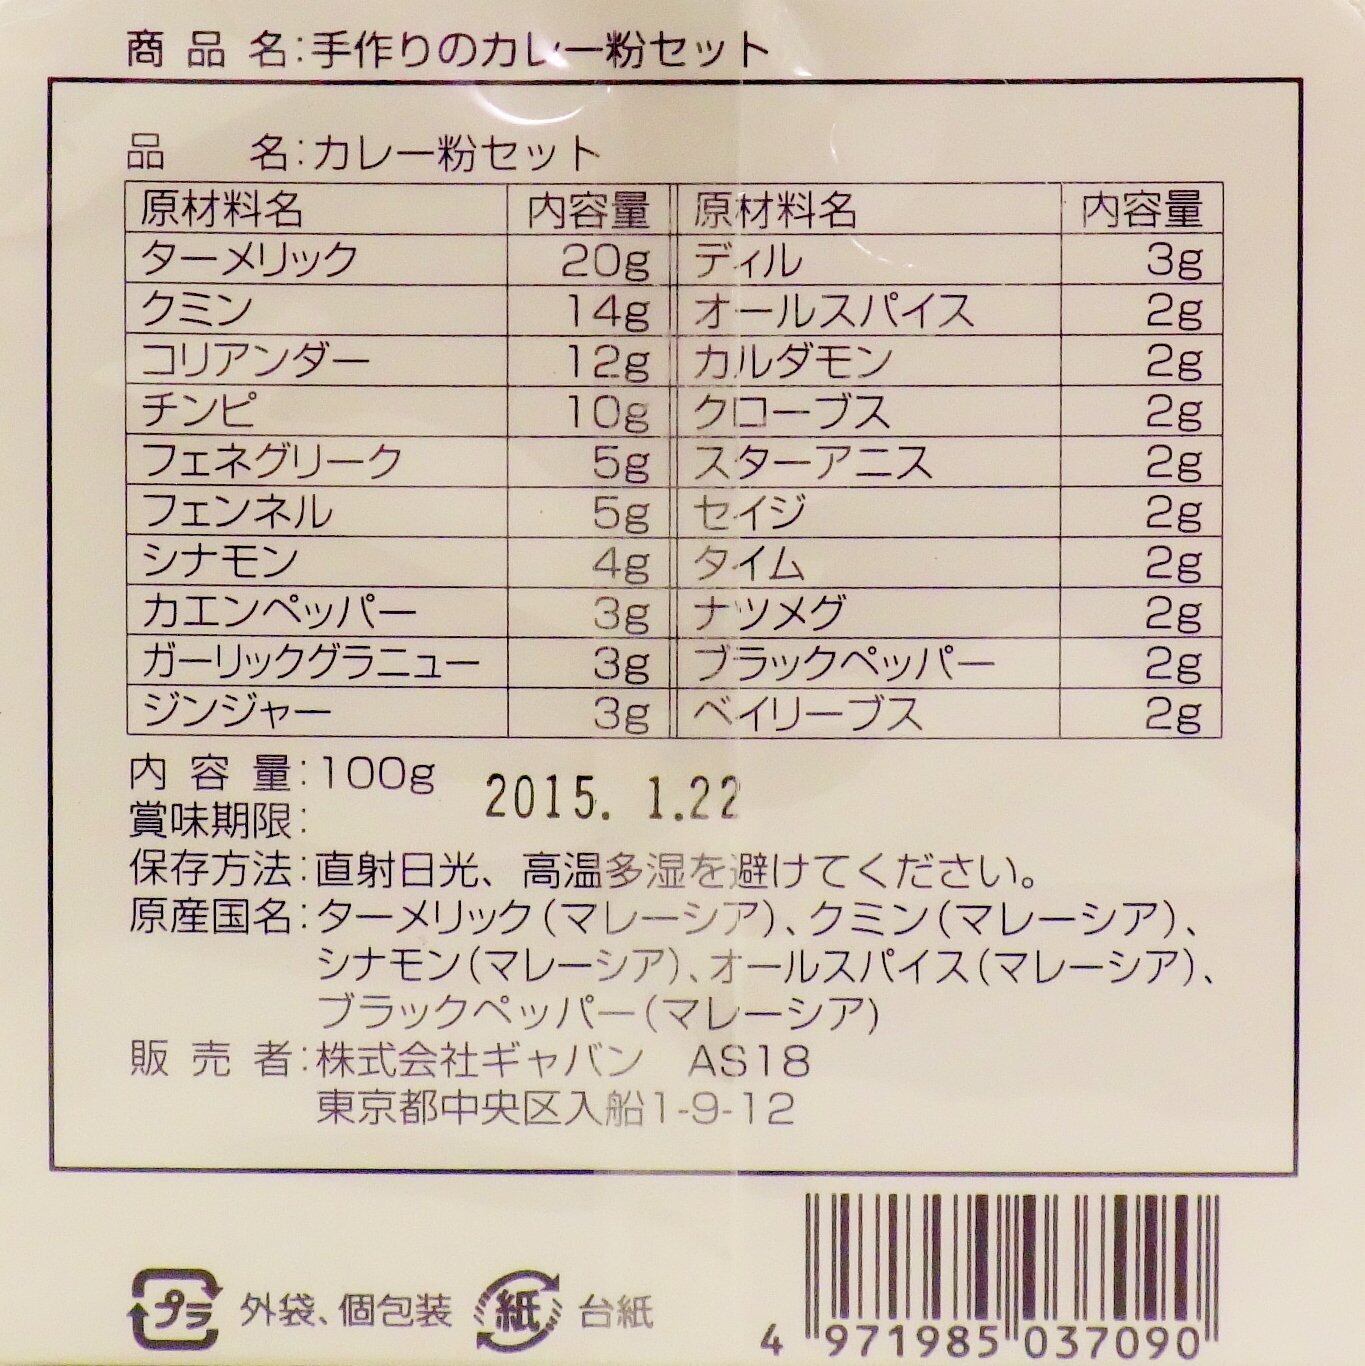 商品名:手作りのカレー粉セット
品名:カレー粉セット
原材料名 内容量 原材料名 内容量
ターメリック 20g ディル 3g
クミン 14g オールスパイス 2g
コリアンダー 12g カルダモン 2g
チンピ 10g クローブス 2g
フェネグリーク 5g スターアニス 2g
フェンネル 5g セイジ 2g
シナモン 4g タイム 2g
カエンペッパー 3g ナツメグ 2g
ガーリックグラニュー 3g ブラックペッパー 2g
ジンジャー 3g ベイリーブス 2g
内容量:100g
賞味期限: 2015. 1.22
保存方法:直射日光、高温多湿を避けてください。
原産国名:ターメリック(マレーシア)、クミン(マレーシア)、
シナモン(マレーシア)、オールスパイス(マレーシア)、
ブラックペッパー(マレーシア)
販売者:株式会社ギャバン AS18
東京都中央区入船1-9-12
プラ 外袋、個包装 紙 台紙
4 971985 037090